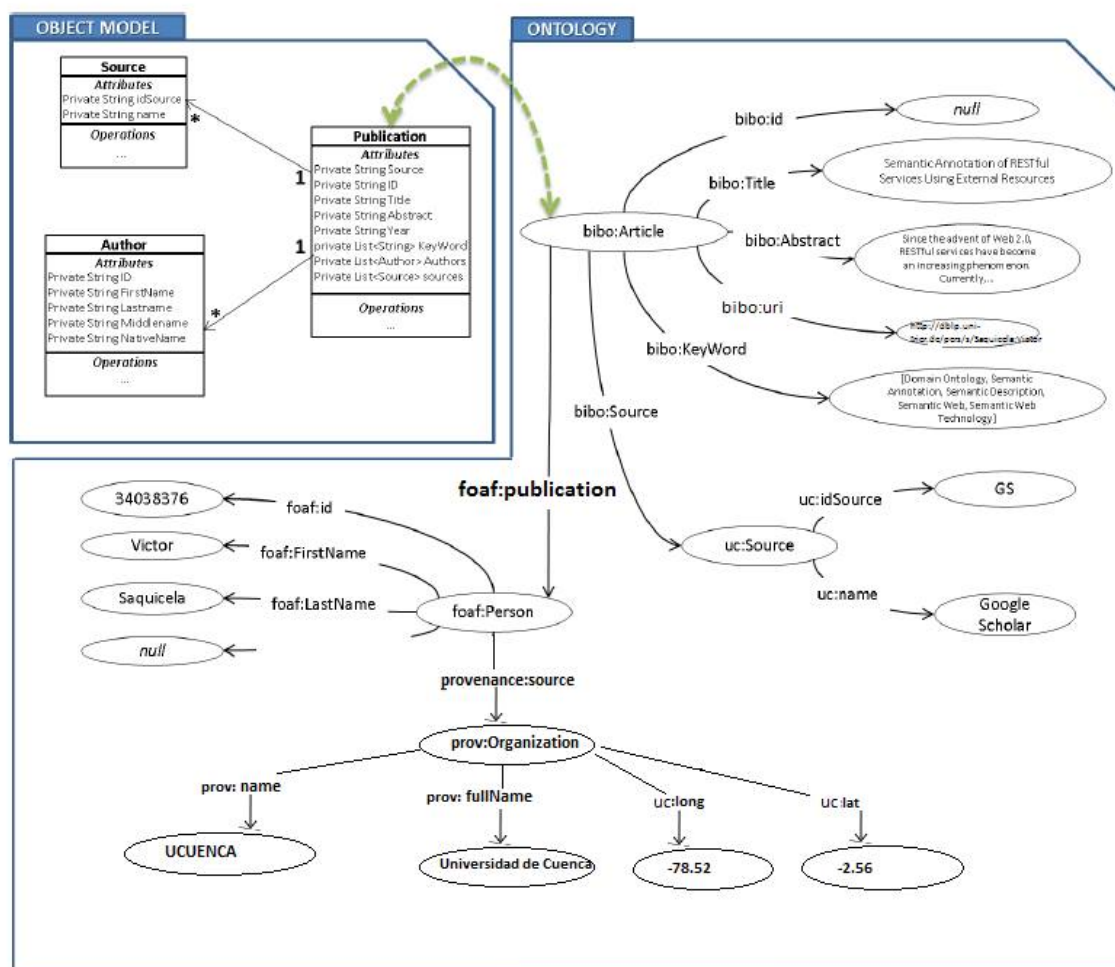 OBJECT MODEL
Source
Attributes
Private String idSource
Private String name
Operations
...
*
Publication
Attributes
Private String Source
Private String ID
Private String Title
Private String Abstract
Private String Year
private List<String> KeyWord
Private List<Author> Authors
Private List<Source> sources
Operations
...
1
1
Author
Attributes
Private String ID
Private String FirstName
Private String Lastname
Private String Middlename
Private String NativeName
Operations
...
*
ONTOLOGY
bibo:Article
bibo:id
null
bibo:Title
Semantic Annotation of RESTful
Services Using External Resources
bibo:Abstract
Since the advent of Web 2.0,
RESTful services have become
an increasing phenomenon.
Currently,...
bibo:uri
http://dblp.uni-
bibo:KeyWord
[Domain Ontology, Semantic
Annotation, Semantic Description,
Semantic Web, Semantic Web
Technology]
bibo:Source
uc:Source
uc:idSource
GS
uc:name
Google
Scholar
foaf:publication
foaf:Person
foaf:id
34038376
foaf:FirstName
Victor
foaf:LastName
Saquicela
null
provenance:source
prov:Organization
prov: name
UCUENCA
prov: fullName
Universidad de Cuenca
uc:long
-78.52
uc:lat
-2.56